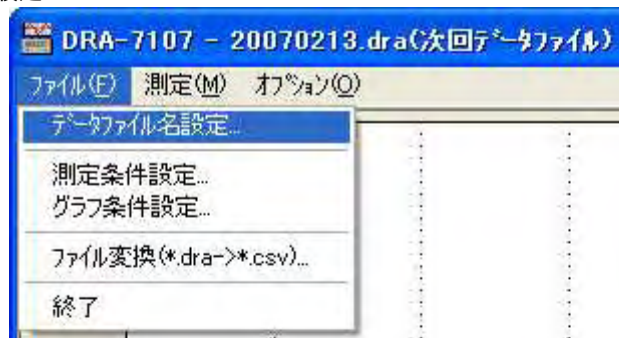 DRA-7107 - 20070213.dra(次回ﾃﾞｰﾀﾌｧｲﾙ)
ﾌｧｲﾙ(F) 測定(M) ｵﾌﾟｼｮﾝ(O)
ﾃﾞｰﾀﾌｧｲﾙ名設定...
測定条件設定...
グラフ条件設定...
ﾌｧｲﾙ変換(*.dra->*.csv)...
終了